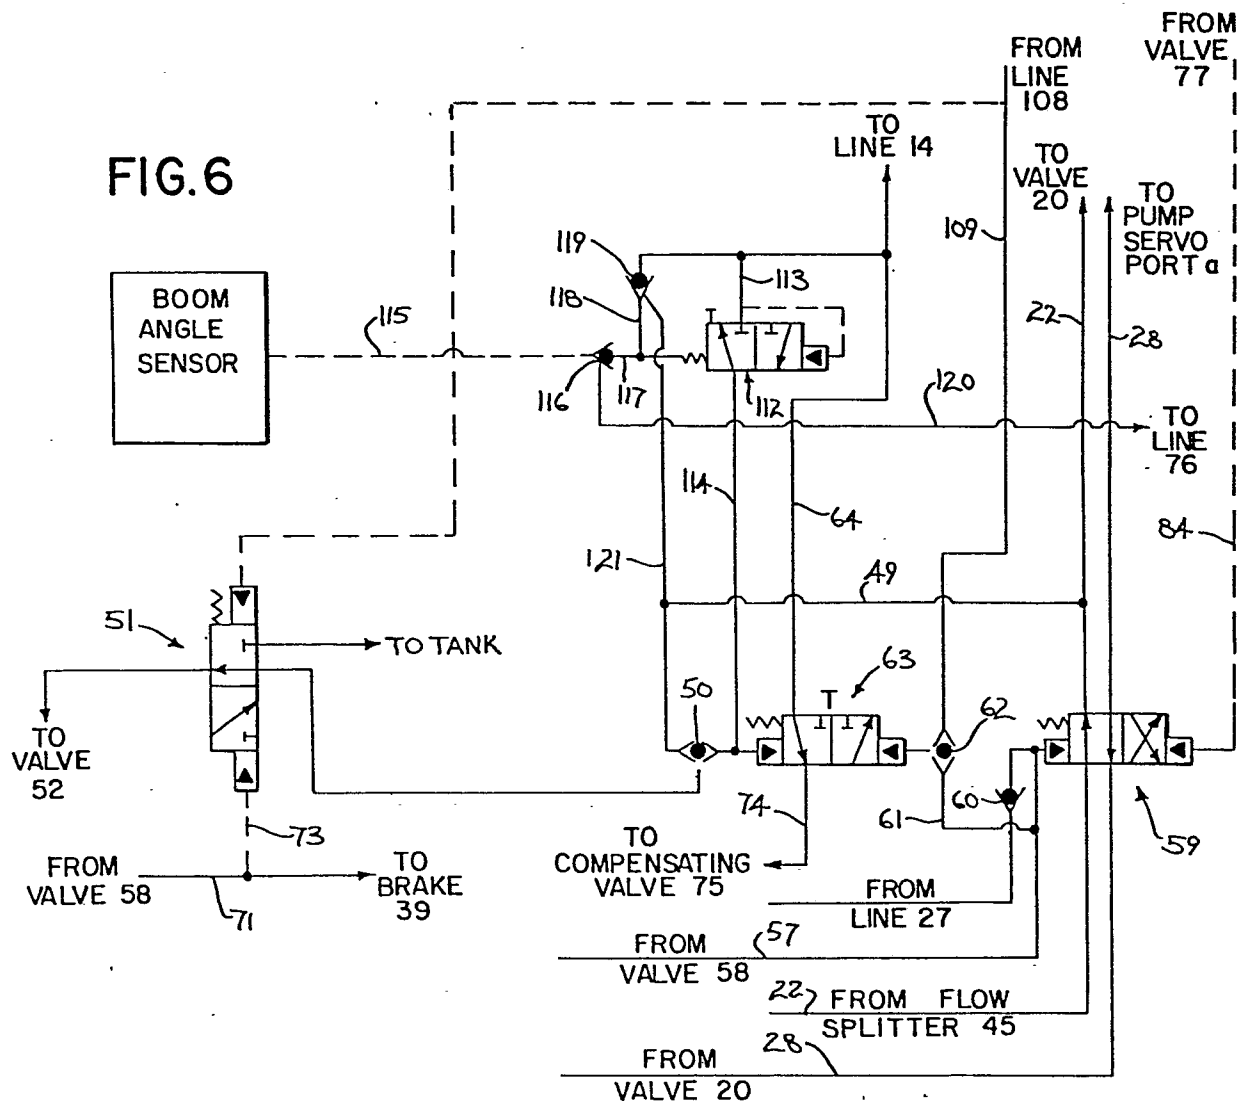 FROM
VALVE
77
FROM
LINE
108
TO
LINE 14
TO
VALVE
20
TO
PUMP
SERVO
PORT a
FIG. 6
109
119
113
118
BOOM
ANGLE
SENSOR
115
22
28
116
117
112
120
TO
LINE
76
114
64
84
121
49
51
TO TANK
63
50
T
62
TO
VALVE
52
74
60
61
59
73
TO
COMPENSATING
VALVE 75
FROM
VALVE 58
TO
BRAKE
39
71
FROM
LINE 27
57
FROM
VALVE 58
22
FROM FLOW
SPLITTER 45
28
FROM
VALVE 20